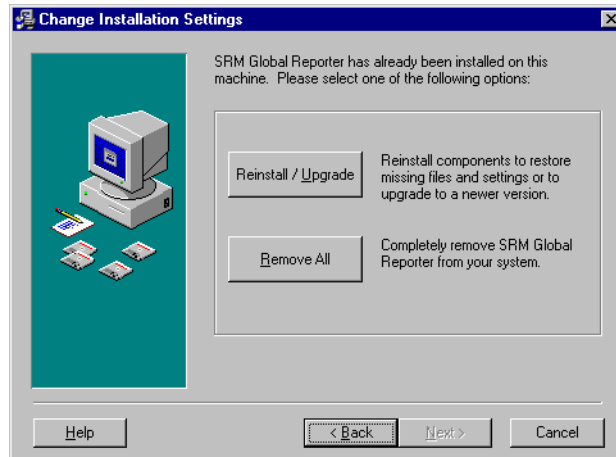 Change Installation Settings
SRM Global Reporter has already been installed on this
machine. Please select one of the following options:
Reinstall / Upgrade
Reinstall components to restore
missing files and settings or to
upgrade to a newer version.
Remove All
Completely remove SRM Global
Reporter from your system.
Help
< Back
Next >
Cancel